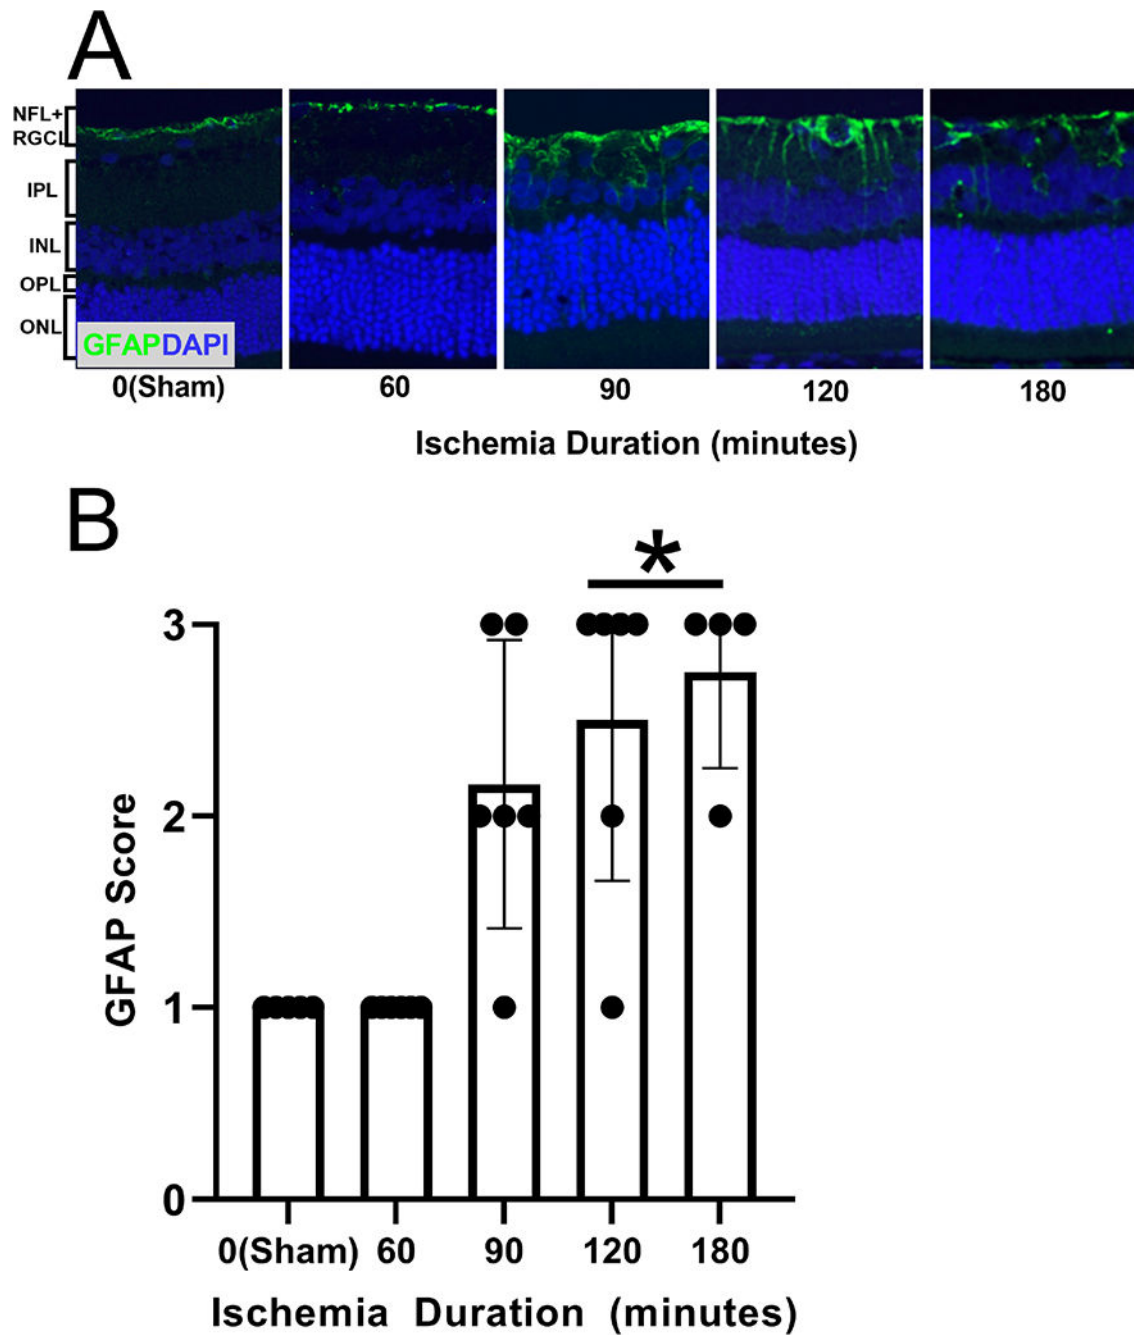 A
NFL+
RGCL
IPL
INL
OPL
ONL
GFAPDAPI
0(Sham) 60 90 120 180
Ischemia Duration (minutes)
B
*
3
2
1
0
GFAP Score
0(Sham) 60 90 120 180
Ischemia Duration (minutes)